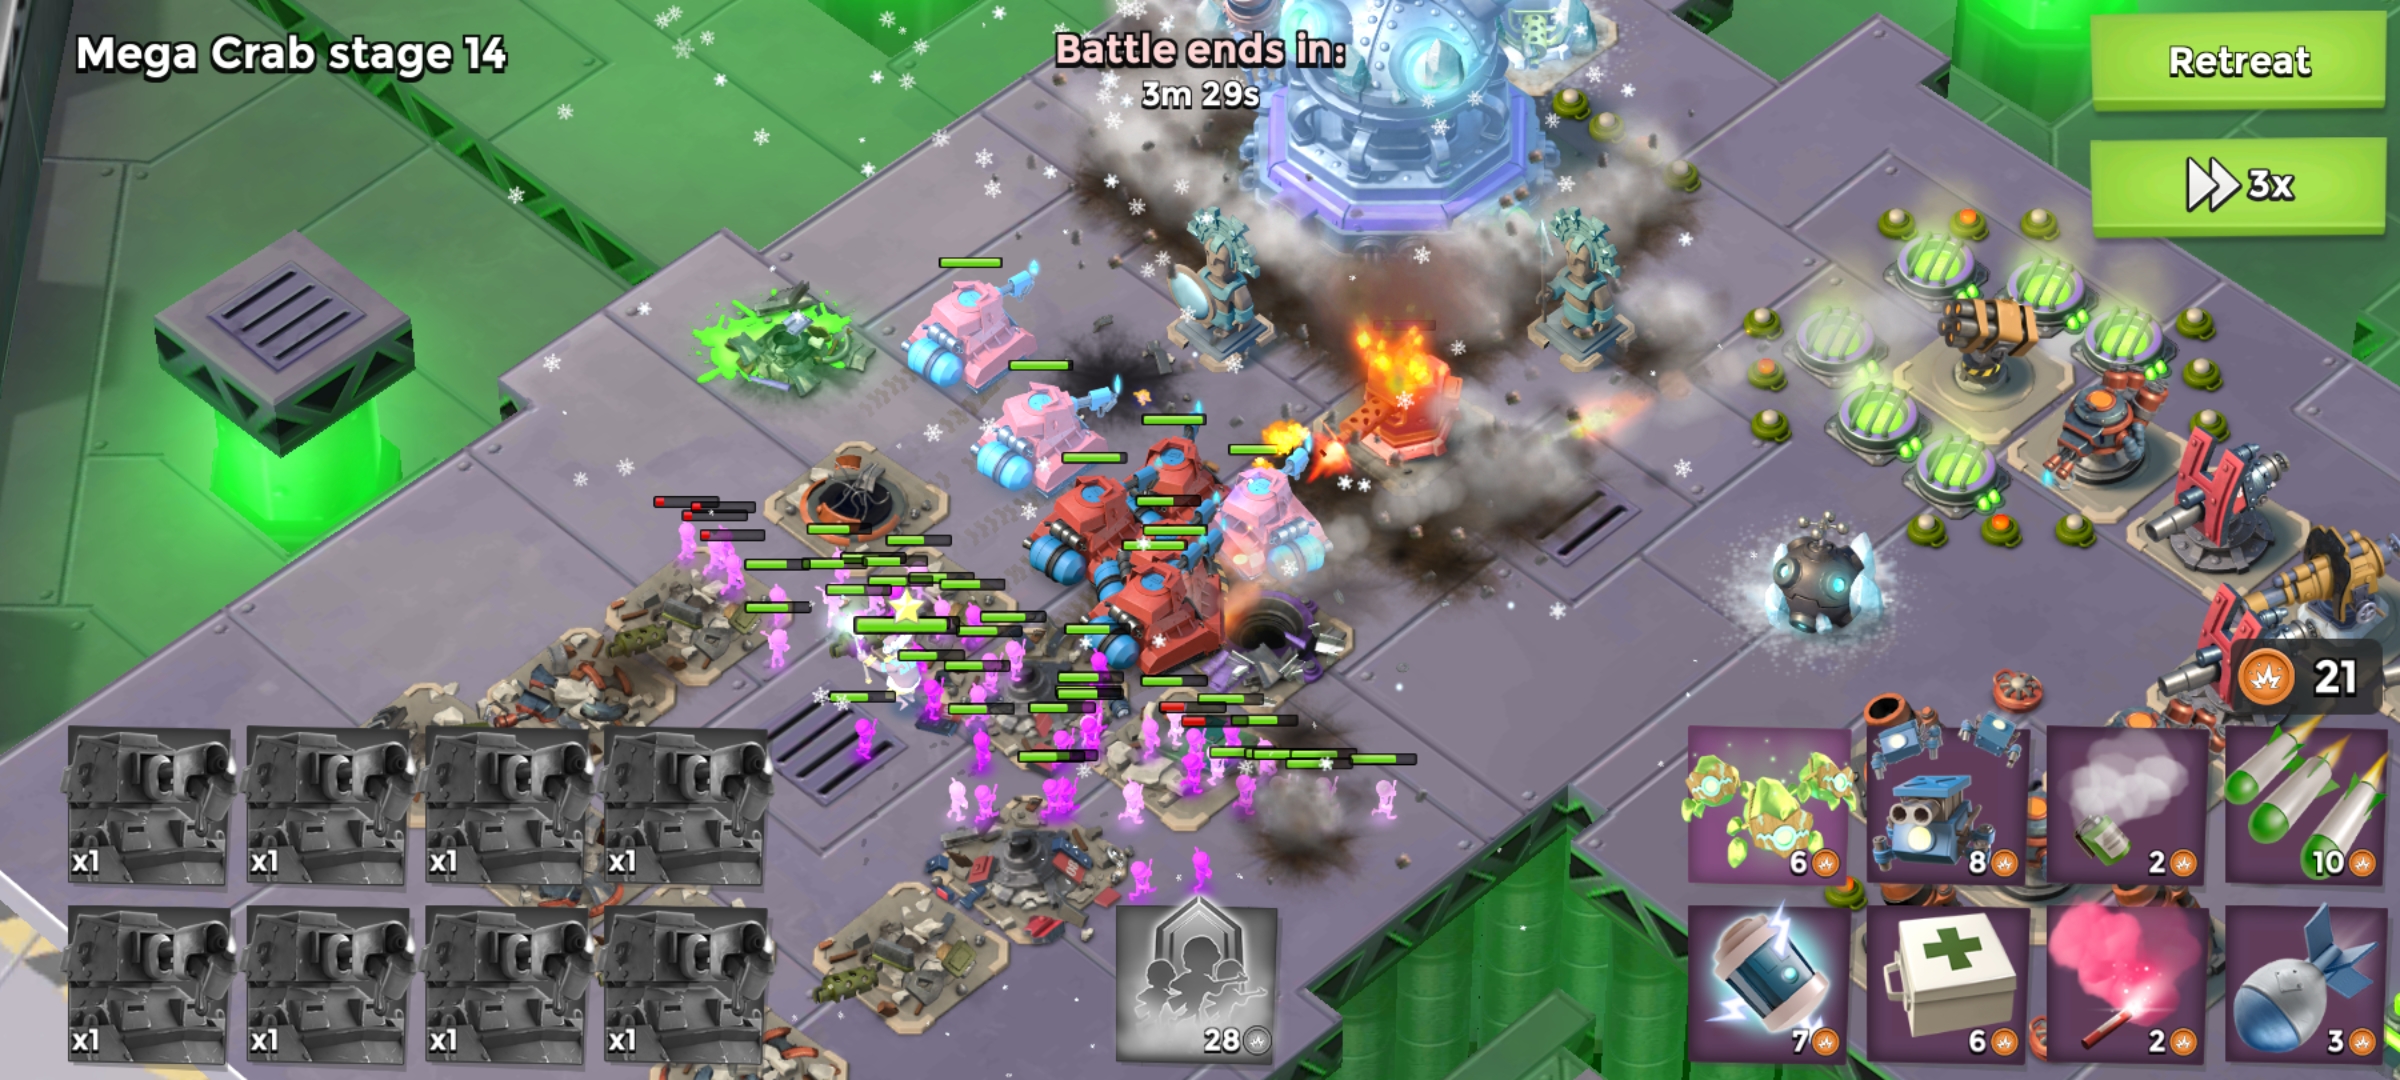 Mega Crab stage 14
Battle ends in:
3m 29s
Retreat
3x
21
6
8
2
10
x1
x1
x1
x1
x1
x1
x1
x1
28
7
6
2
3